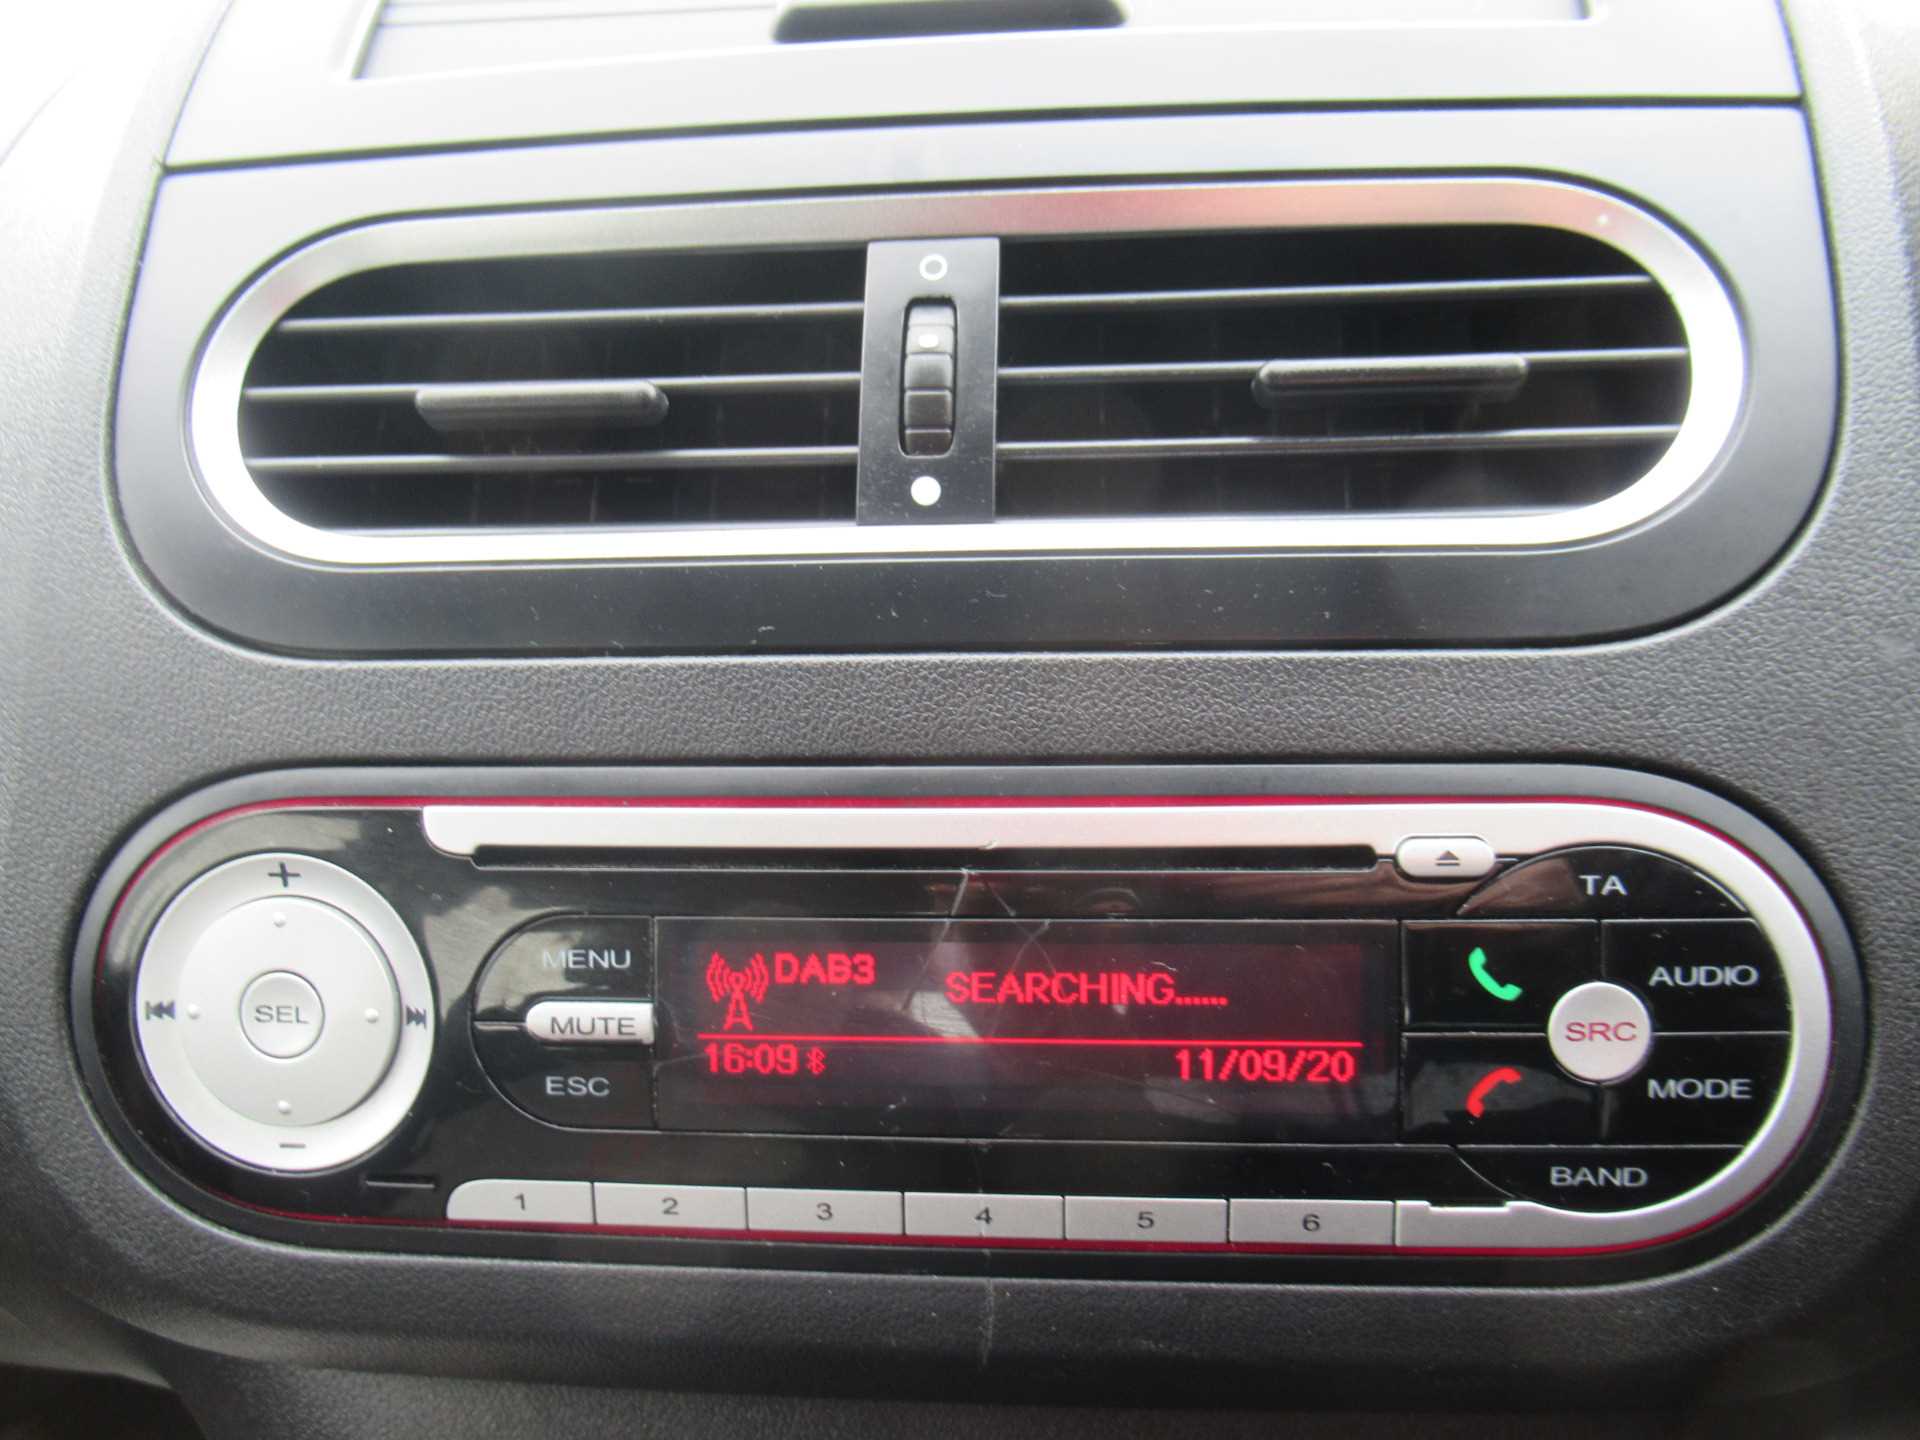 TA
MENU
DAB3
SEARCHING......
AUDIO
SEL
MUTE
SRC
16:09
11/09/20
ESC
MODE
BAND
1
2
3
4
5
6